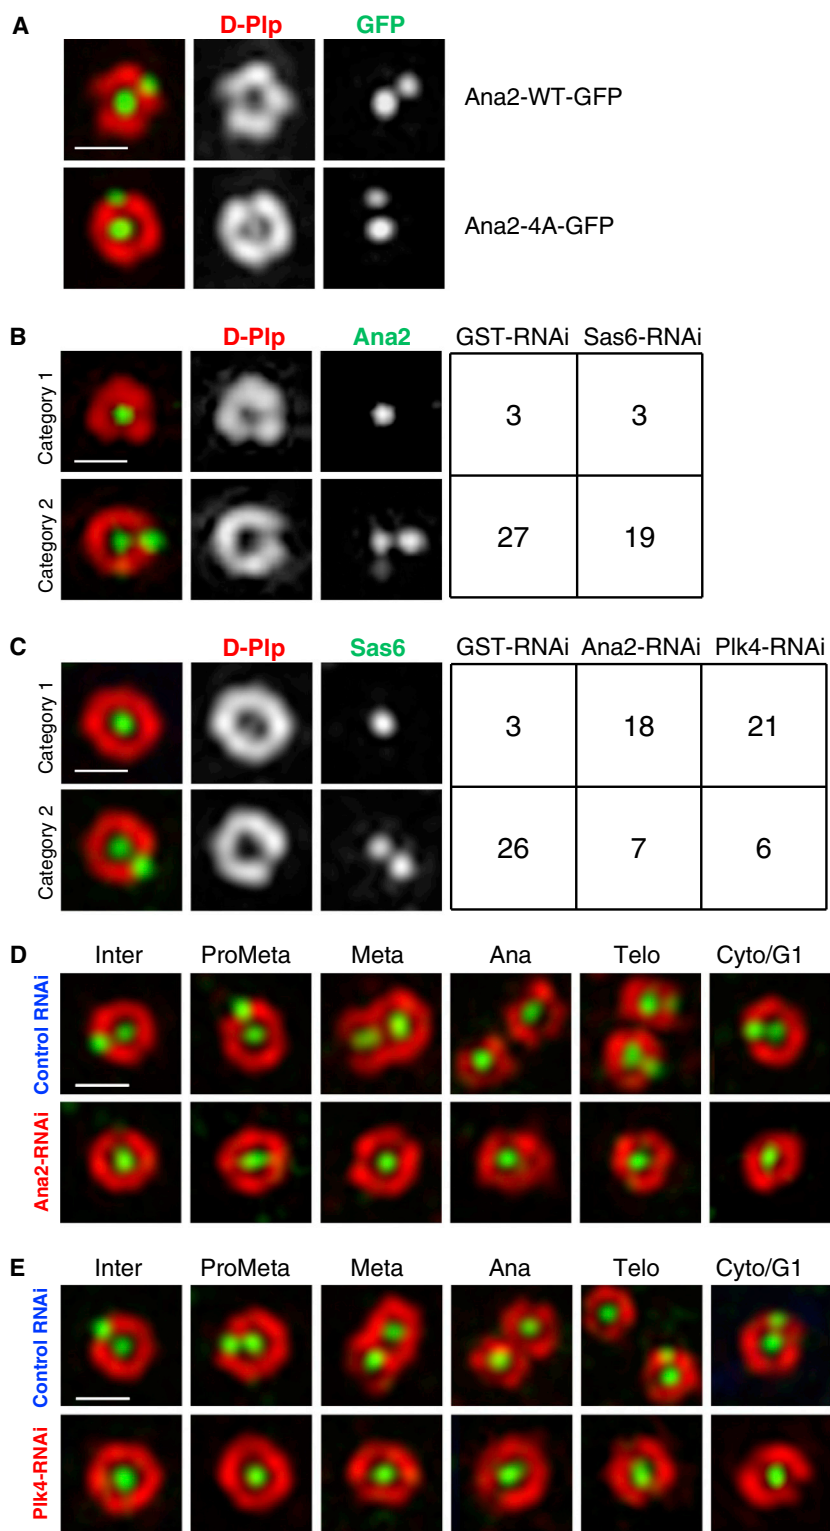 A
D-Plp GFP
Ana2-WT-GFP
Ana2-4A-GFP
B
D-Plp Ana2 GST-RNAi Sas6-RNAi
Category 1
3 3
Category 2
27 19
C
D-Plp Sas6 GST-RNAi Ana2-RNAi Plk4-RNAi
Category 1
3 18 21
Category 2
26 7 6
D
Inter ProMeta Meta Ana Telo Cyto/G1
Control RNAi
Ana2-RNAi
E
Inter ProMeta Meta Ana Telo Cyto/G1
Control RNAi
Plk4-RNAi